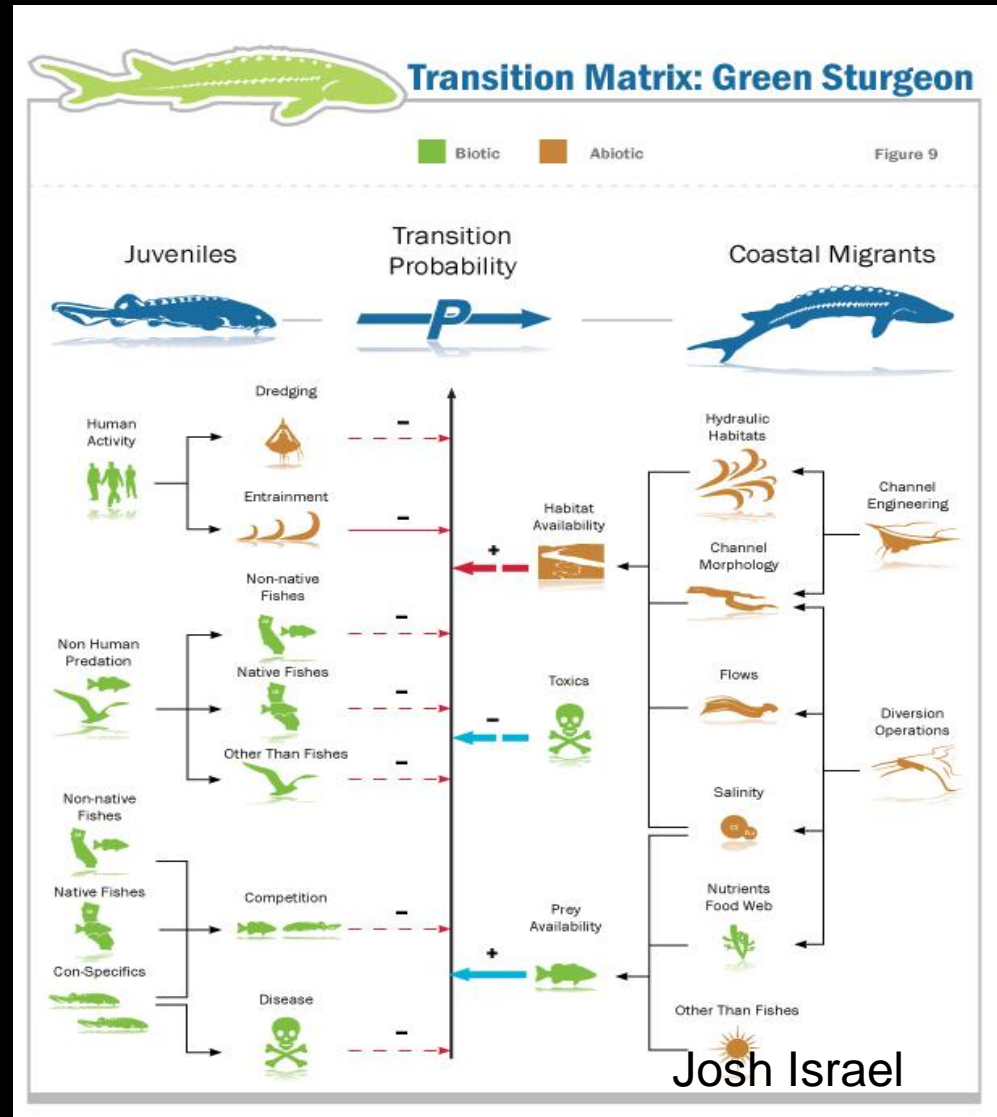 Transition Matrix: Green Sturgeon
Biotic
Abiotic
Figure 9
Juveniles
Transition
Probability
P
Coastal Migrants
Dredging
-
Human
Activity
Entrainment
-
Non-native
Fishes
-
Non Human
Predation
Native Fishes
-
Other Than Fishes
-
Non-native
Fishes
Native Fishes
Con-Specifics
Competition
-
Disease
-
Habitat
Availability
+
Toxics
-
Prey
Availability
+
Hydraulic
Habitats
Channel
Morphology
Flows
Salinity
Cl
Na
Nutrients
Food Web
Other Than Fishes
Channel
Engineering
Diversion
Operations
Josh Israel